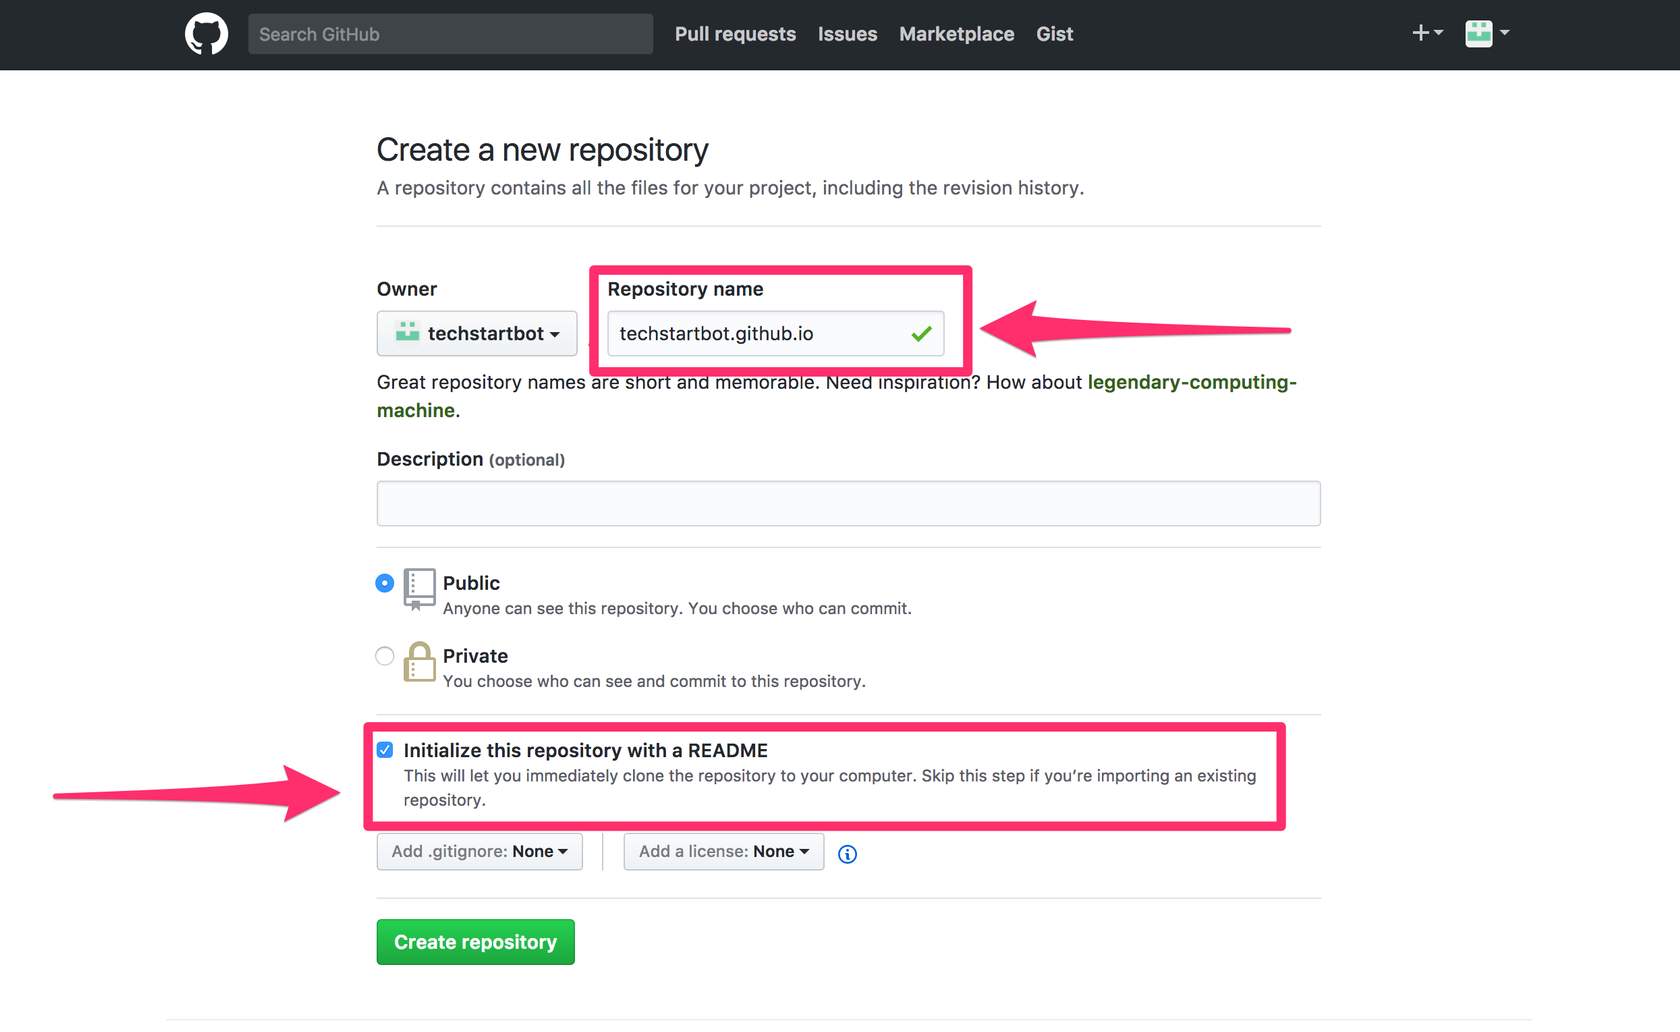 Search GitHub Pull requests Issues Marketplace Gist
Create a new repository
A repository contains all the files for your project, including the revision history.
Owner Repository name
techstartbot techstartbot.github.io
Great repository names are short and memorable. Need inspiration? How about legendary-computing-
machine.
Description (optional)
Public
Anyone can see this repository. You choose who can commit.
Private
You choose who can see and commit to this repository.
Initialize this repository with a README
This will let you immediately clone the repository to your computer. Skip this step if you’re importing an existing
repository.
Add .gitignore: None Add a license: None
Create repository